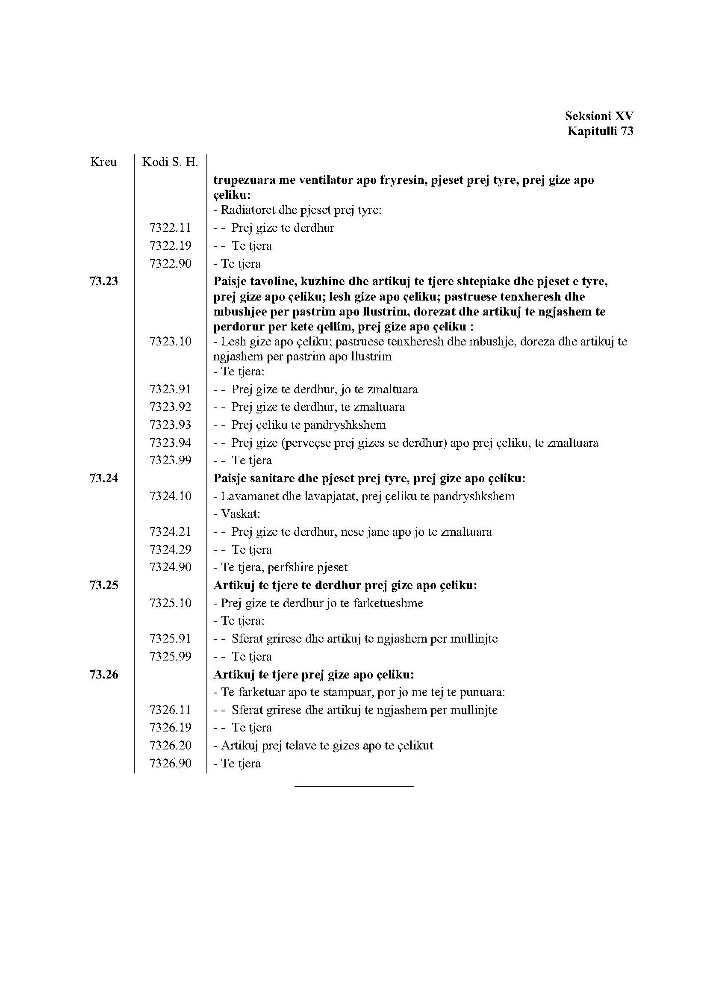 Seksioni XV
Kapitulli 73
Kreu Kodi S. H.
trupezuara me ventilator apo fryresin, pjeset prej tyre, prej gize apo
çeliku:
- Radiatoret dhe pjeset prej tyre:
7322.11 - - Prej gize te derdhur
7322.19 - - Te tjera
7322.90 - Te tjera
73.23 Paisje tavoline, kuzhine dhe artikuj te tjere shtepiake dhe pjeset e tyre,
prej gize apo çeliku; lesh gize apo çeliku; pastruese tenxheresh dhe
mbushjee per pastrim apo llustrim, dorezat dhe artikuj te ngjashem te
perdorur per kete qellim, prej gize apo çeliku :
7323.10 - Lesh gize apo çeliku; pastruese tenxheresh dhe mbushje, doreza dhe artikuj te
ngjashem per pastrim apo llustrim
- Te tjera:
7323.91 - - Prej gize te derdhur, jo te zmaltuara
7323.92 - - Prej gize te derdhur, te zmaltuara
7323.93 - - Prej çeliku te pandryshkshem
7323.94 - - Prej gize (perveçse prej gizes se derdhur) apo prej çeliku, te zmaltuara
7323.99 - - Te tjera
73.24 Paisje sanitare dhe pjeset prej tyre, prej gize apo çeliku:
7324.10 - Lavamanet dhe lavapjatat, prej çeliku te pandryshkshem
- Vaskat:
7324.21 - - Prej gize te derdhur, nese jane apo jo te zmaltuara
7324.29 - - Te tjera
7324.90 - Te tjera, perfshire pjeset
73.25 Artikuj te tjere te derdhur prej gize apo çeliku:
7325.10 - Prej gize te derdhur jo te farketueshme
- Te tjera:
7325.91 - - Sferat grirese dhe artikuj te ngjashem per mullinjte
7325.99 - - Te tjera
73.26 Artikuj te tjere prej gize apo çeliku:
- Te farketuar apo te stampuar, por jo me tej te punuara:
7326.11 - - Sferat grirese dhe artikuj te ngjashem per mullinjte
7326.19 - - Te tjera
7326.20 - Artikuj prej telave te gizes apo te çelikut
7326.90 - Te tjera